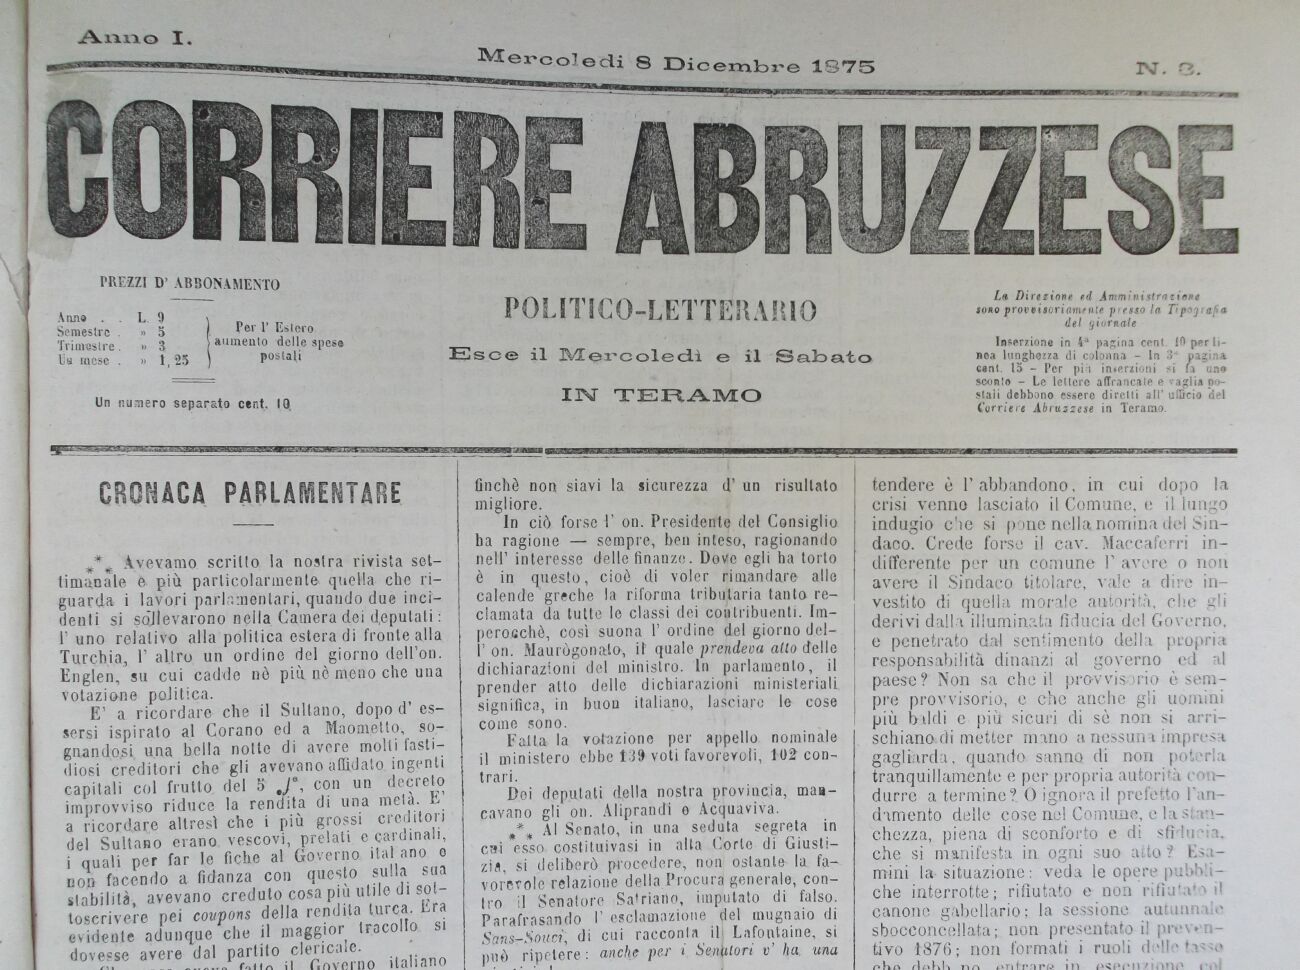 Anno I.
Mercoledì 8 Dicembre 1875
N. 3.
CORRIERE ABRUZZESE
PREZZI D' ABBONAMENTO
Anno . . L. 9
Semestre . » 5
Trimestre . » 3
Un mese . » 1, 25
Per l' Estero
aumento delle spese
postali
Un numero separato cent. 10
POLITICO-LETTERARIO
Esce il Mercoledì e il Sabato
IN TERAMO
La Direzione ed Amministrazione
sono provvisoriamente presso la Tipografia
del giornale
Inserzione in 4ª pagina cent. 10 per li-
nea lunghezza di colonna - In 3ª pagina
cent. 15 - Per più inserzioni si fa uno
sconto - Le lettere affrancate e vaglia po-
stali debbono essere diretti all' ufficio del
Corriere Abruzzese in Teramo.
CRONACA PARLAMENTARE
*** Avevamo scritto la nostra rivista set-
timanale e più particolarmente quella che ri-
guarda i lavori parlamentari, quando due inci-
denti si sollevarono nella Camera dei deputati:
l' uno relativo alla politica estera di fronte alla
Turchia, l' altro un ordine del giorno dell'on.
Englen, su cui cadde nè più nè meno che una
votazione politica.
E' a ricordare che il Sultano, dopo d' es-
sersi ispirato al Corano ed a Maometto, so-
gnandosi una bella notte di avere molti fasti-
diosi creditori che gli avevano affidato ingenti
capitali col frutto del 5 %, con un decreto
improvviso riduce la rendita di una metà. E'
a ricordare altresì che i più grossi creditori
del Sultano erano vescovi, prelati e cardinali,
i quali per far le fiche al Governo ital ano e
non facendo a fidanza con questo sulla sua
stabilità, avevano creduto cosa più utile di sot-
toscrivere pei coupons della rendita turca. Era
evidente adunque che il maggior tracollo si
dovesse avere dal partito clericale.
fatto il Governo italiano
finchè non siavi la sicurezza d' un risultato
migliore.
In ciò forse l' on. Presidente del Consiglio
ha ragione — sempre, ben inteso, ragionando
nell' interesse delle finanze. Dove egli ha torto
è in questo, cioè di voler rimandare alle
calende greche la riforma tributaria tanto re-
clamata da tutte le classi dei contribuenti. Im-
perocchè, così suona l' ordine del giorno del-
l' on. Maurògonato, il quale prendeva atto delle
dichiarazioni del ministro. In parlamento, il
prender atto delle dichiarazioni ministeriali
significa, in buon italiano, lasciare le cose
come sono.
Fatta la votazione per appello nominale
il ministero ebbe 139 voti favorevoli, 102 con-
trari.
Dei deputati della nostra provincia, man-
cavano gli on. Aliprandi e Acquaviva.
*** Al Senato, in una seduta segreta in
cui esso costituivasi in alta Corte di Giusti-
zia, si deliberò procedere, non ostante la fa-
vorevole relazione della Procura generale, con-
tro il Senatore Satriano, imputato di falso.
Parafrasando l' esclamazione del mugnaio di
Sans-Souci, di cui racconta il Lafontaine, si
può ripetere: anche per i Senatori v' ha una
tendere è l' abbandono, in cui dopo la
crisi venne lasciato il Comune, e il lungo
indugio che si pone nella nomina del Sin-
daco. Crede forse il cav. Maccaferri in-
differente per un comune l' avere o non
avere il Sindaco titolare, vale a dire in-
vestito di quella morale autorità, che gli
derivi dalla illuminata fiducia del Governo,
e penetrato dal sentimento della propria
responsabilità dinanzi al governo ed al
paese? Non sa che il provvisorio è sem-
pre provvisorio, e che anche gli uomini
più baldi e più sicuri di sè non si arri-
schiano di metter mano a nessuna impresa
gagliarda, quando sanno di non poterla
tranquillamente e per propria autorità con-
durre a termine? O ignora il prefetto l'an-
damento delle cose nel Comune, e la stan-
chezza, piena di sconforto e di sfiducia,
che si manifesta in ogni suo atto? Esa-
mini la situazione: veda le opere pubbli-
che interrotte; rifiutato e non rifiutato il
canone gabellario; la sessione autunnale
sbocconcellata; non presentato il preven-
tivo 1876; non formati i ruoli delle tasse
che debb no entrare in esecuzione col